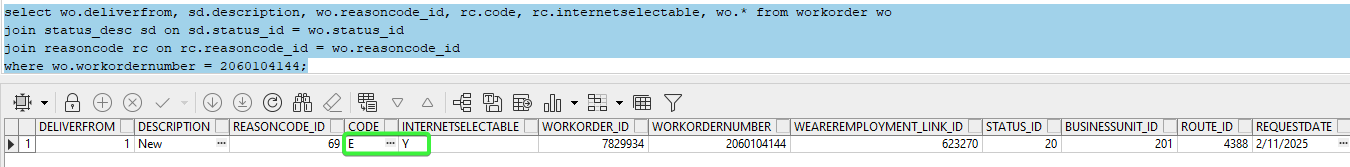 select wo.deliverfrom, sd.description, wo.reasoncode_id, rc.code, rc.internetselectable, wo.* from workorder wo
join status_desc sd on sd.status_id = wo.status_id
join reasoncode rc on rc.reasoncode_id = wo.reasoncode_id
where wo.workordernumber = 2060104144;
DELIVERFROM DESCRIPTION REASONCODE_ID CODE INTERNETSELECTABLE WORKORDER_ID WORKORDERNUMBER WEAREREMPLOYMENT_LINK_ID STATUS_ID BUSINESSUNIT_ID ROUTE_ID REQUESTDATE
1 1 New ... 69 E ... Y 7829934 2060104144 623270 20 201 4388 2/11/2025 ...